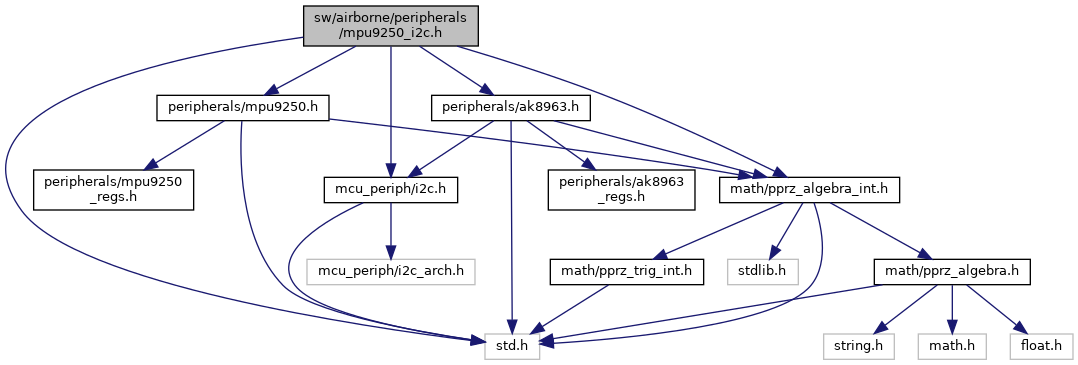 sw/airborne/peripherals
/mpu9250_i2c.h
peripherals/mpu9250.h
peripherals/ak8963.h
peripherals/mpu9250
_regs.h
mcu_periph/i2c.h
peripherals/ak8963
_regs.h
math/pprz_algebra_int.h
mcu_periph/i2c_arch.h
math/pprz_trig_int.h
stdlib.h
math/pprz_algebra.h
std.h
string.h
math.h
float.h